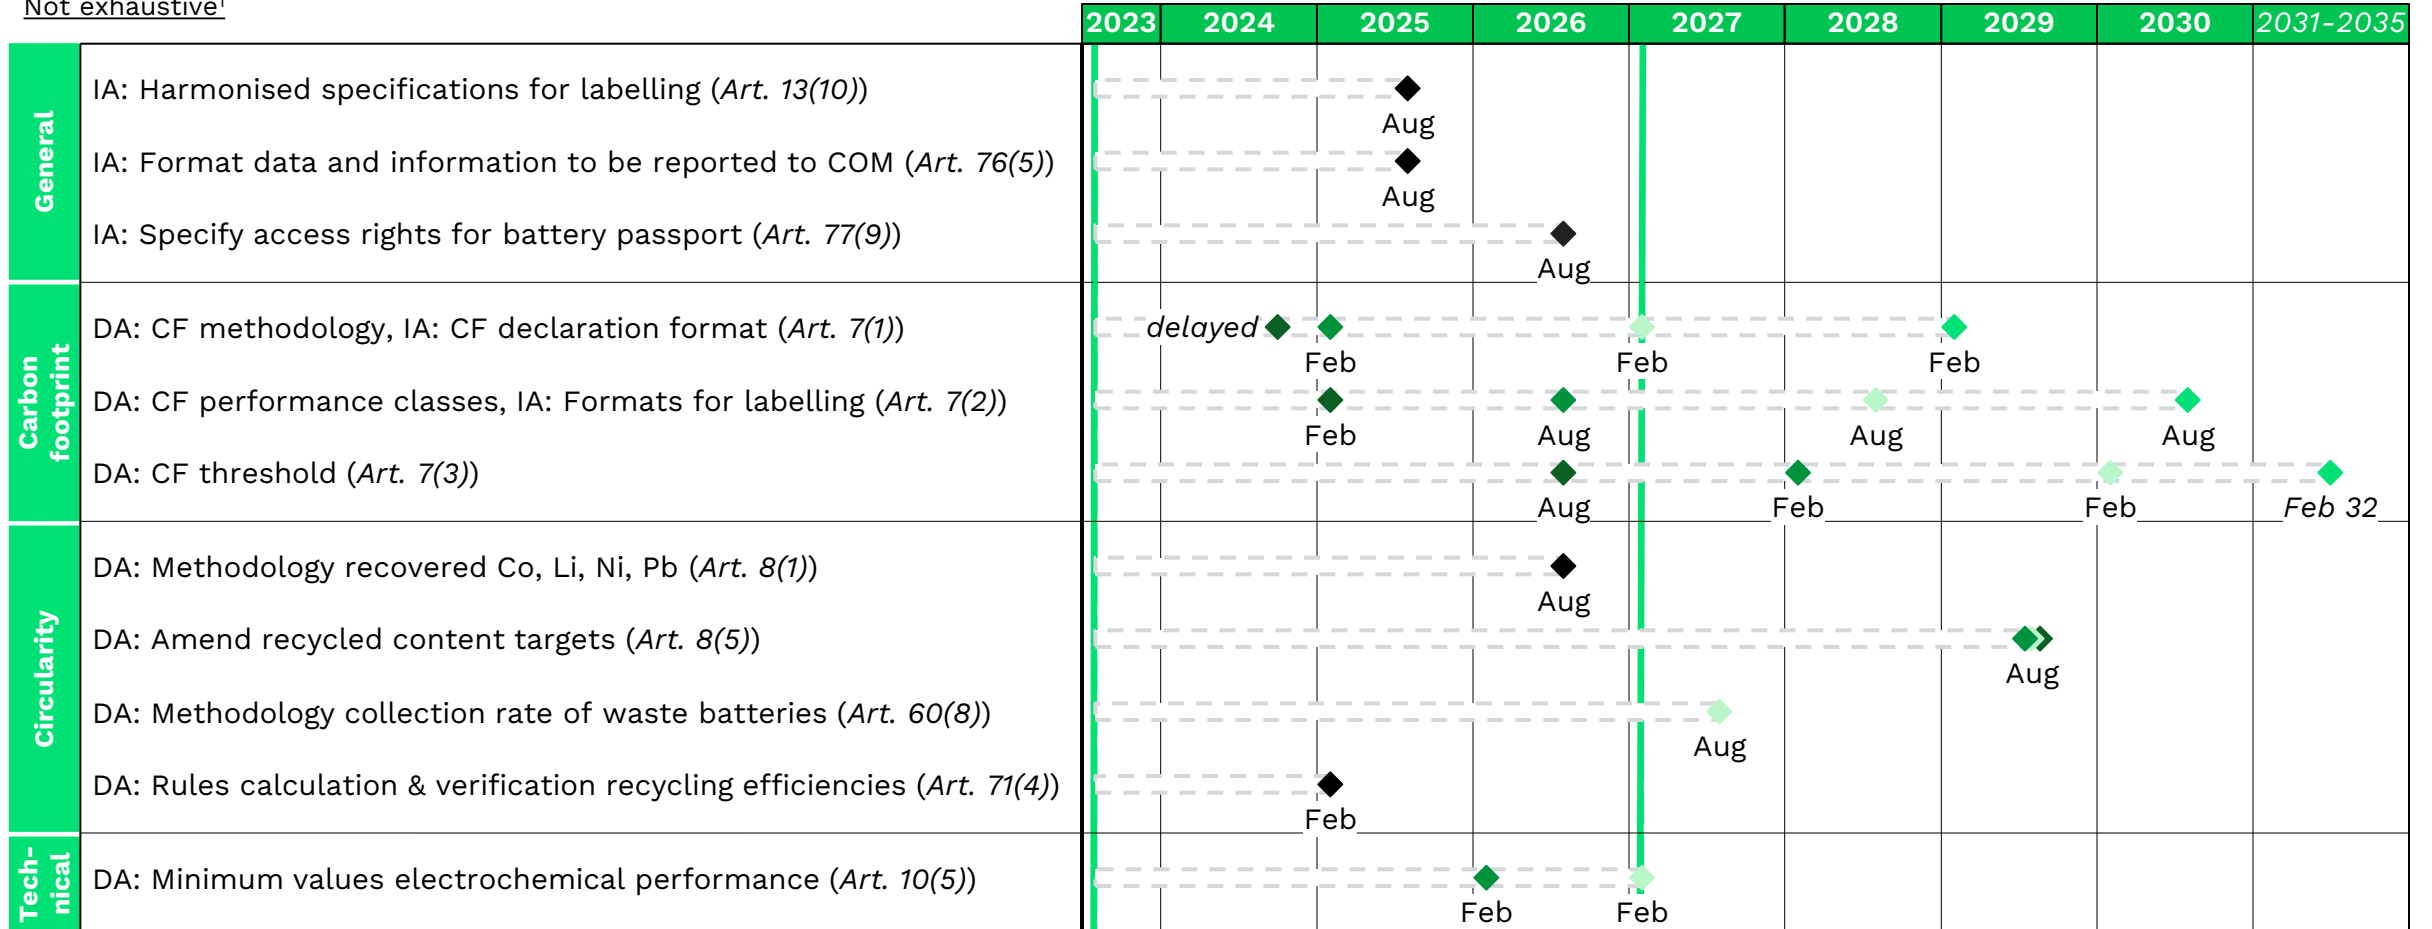 Not exhaustive¹
2023 2024 2025 2026 2027 2028 2029 2030 2031-2035
General
IA: Harmonised specifications for labelling (Art. 13(10))
Aug
IA: Format data and information to be reported to COM (Art. 76(5))
Aug
IA: Specify access rights for battery passport (Art. 77(9))
Aug
Carbon
footprint
DA: CF methodology, IA: CF declaration format (Art. 7(1))
delayed
Feb Feb Feb
DA: CF performance classes, IA: Formats for labelling (Art. 7(2))
Feb Aug Aug Aug
DA: CF threshold (Art. 7(3))
Aug Feb Feb Feb 32
Circularity
DA: Methodology recovered Co, Li, Ni, Pb (Art. 8(1))
Aug
DA: Amend recycled content targets (Art. 8(5))
Aug
DA: Methodology collection rate of waste batteries (Art. 60(8))
Aug
DA: Rules calculation & verification recycling efficiencies (Art. 71(4))
Feb
Tech-
nical
DA: Minimum values electrochemical performance (Art. 10(5))
Feb Feb